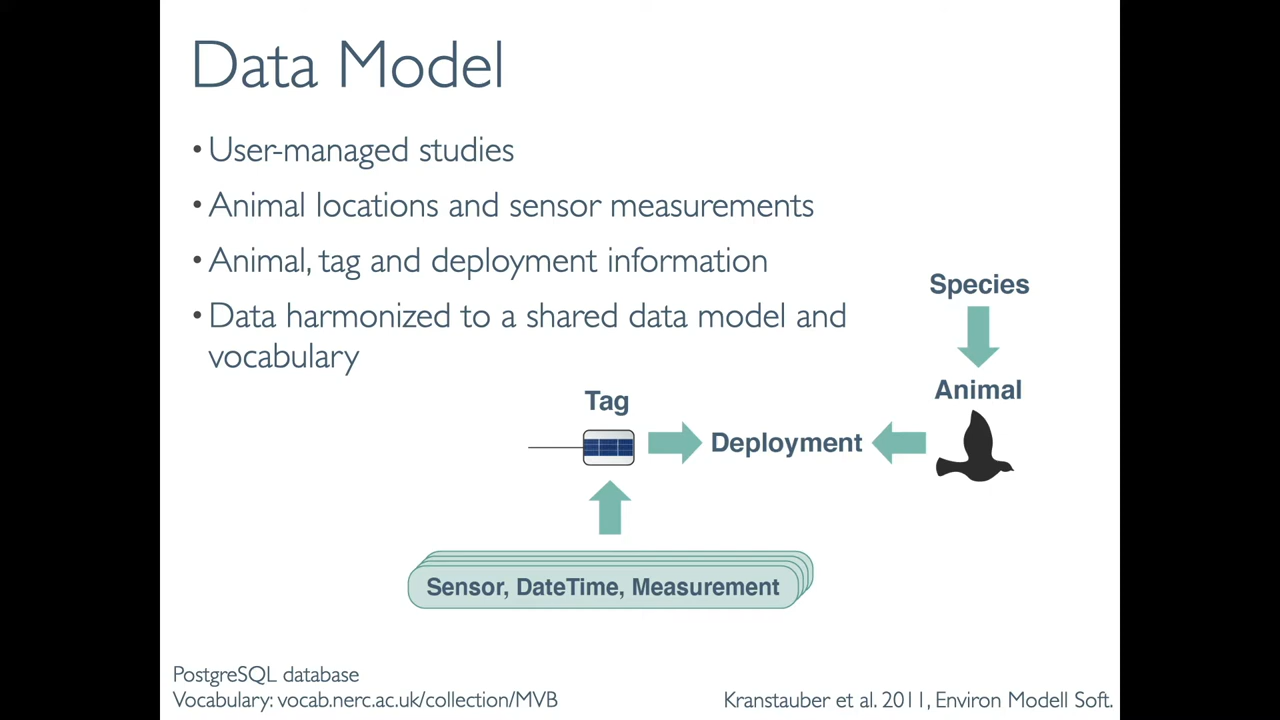 Data Model
• User-managed studies
• Animal locations and sensor measurements
• Animal, tag and deployment information
• Data harmonized to a shared data model and
vocabulary
Species
Animal
Tag
Deployment
Sensor, DateTime, Measurement
PostgreSQL database
Vocabulary: vocab.nerc.ac.uk/collection/MVB
Kranstauber et al. 2011, Environ Modell Soft.